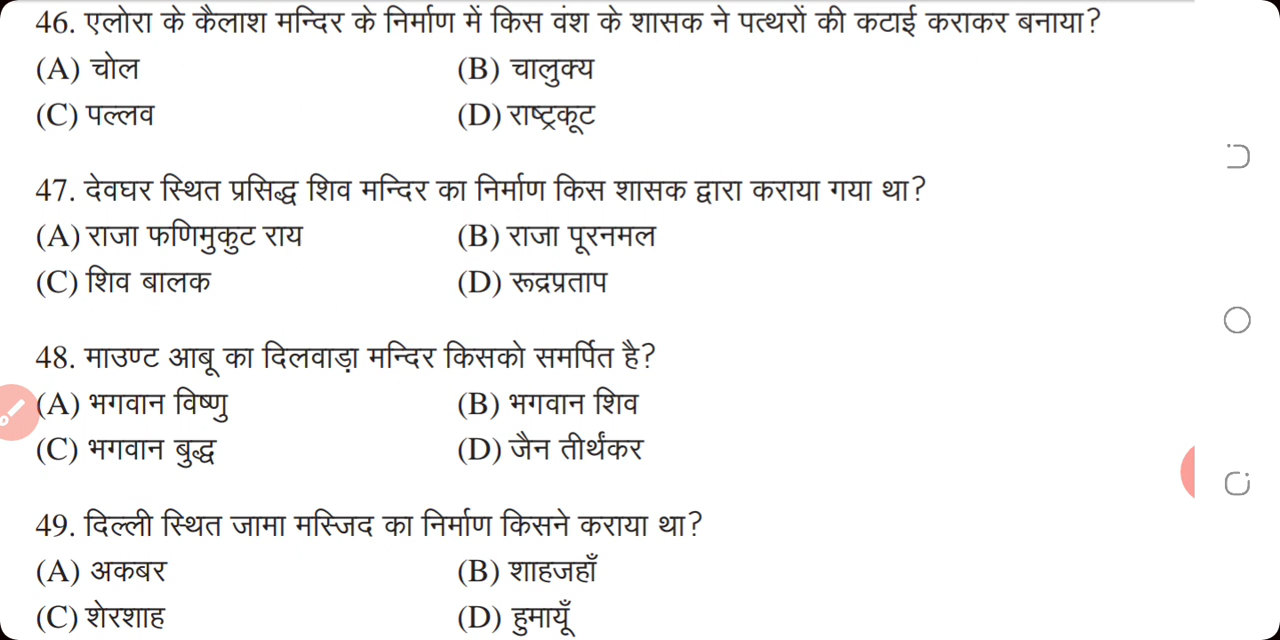 46. एलोरा के कैलाश मन्दिर के निर्माण में किस वंश के शासक ने पत्थरों की कटाई कराकर बनाया?
(A) चोल (B) चालुक्य
(C) पल्लव (D) राष्ट्रकूट
47. देवघर स्थित प्रसिद्ध शिव मन्दिर का निर्माण किस शासक द्वारा कराया गया था?
(A) राजा फणिमुकुट राय (B) राजा पूरनमल
(C) शिव बालक (D) रूद्रप्रताप
48. माउण्ट आबू का दिलवाड़ा मन्दिर किसको समर्पित है?
(A) भगवान विष्णु (B) भगवान शिव
(C) भगवान बुद्ध (D) जैन तीर्थंकर
49. दिल्ली स्थित जामा मस्जिद का निर्माण किसने कराया था?
(A) अकबर (B) शाहजहाँ
(C) शेरशाह (D) हुमायूँ